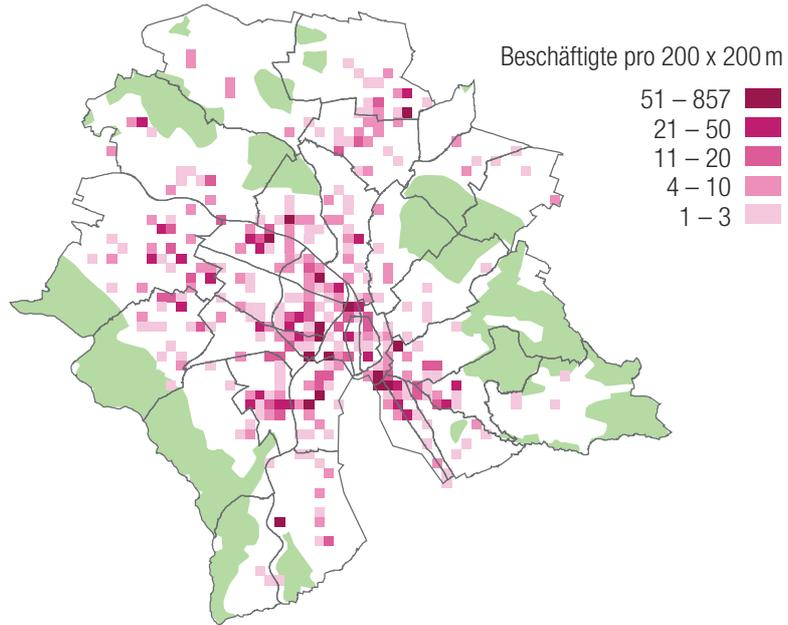 Beschäftigte pro 200 x 200 m
51 – 857
21 – 50
11 – 20
4 – 10
1 – 3